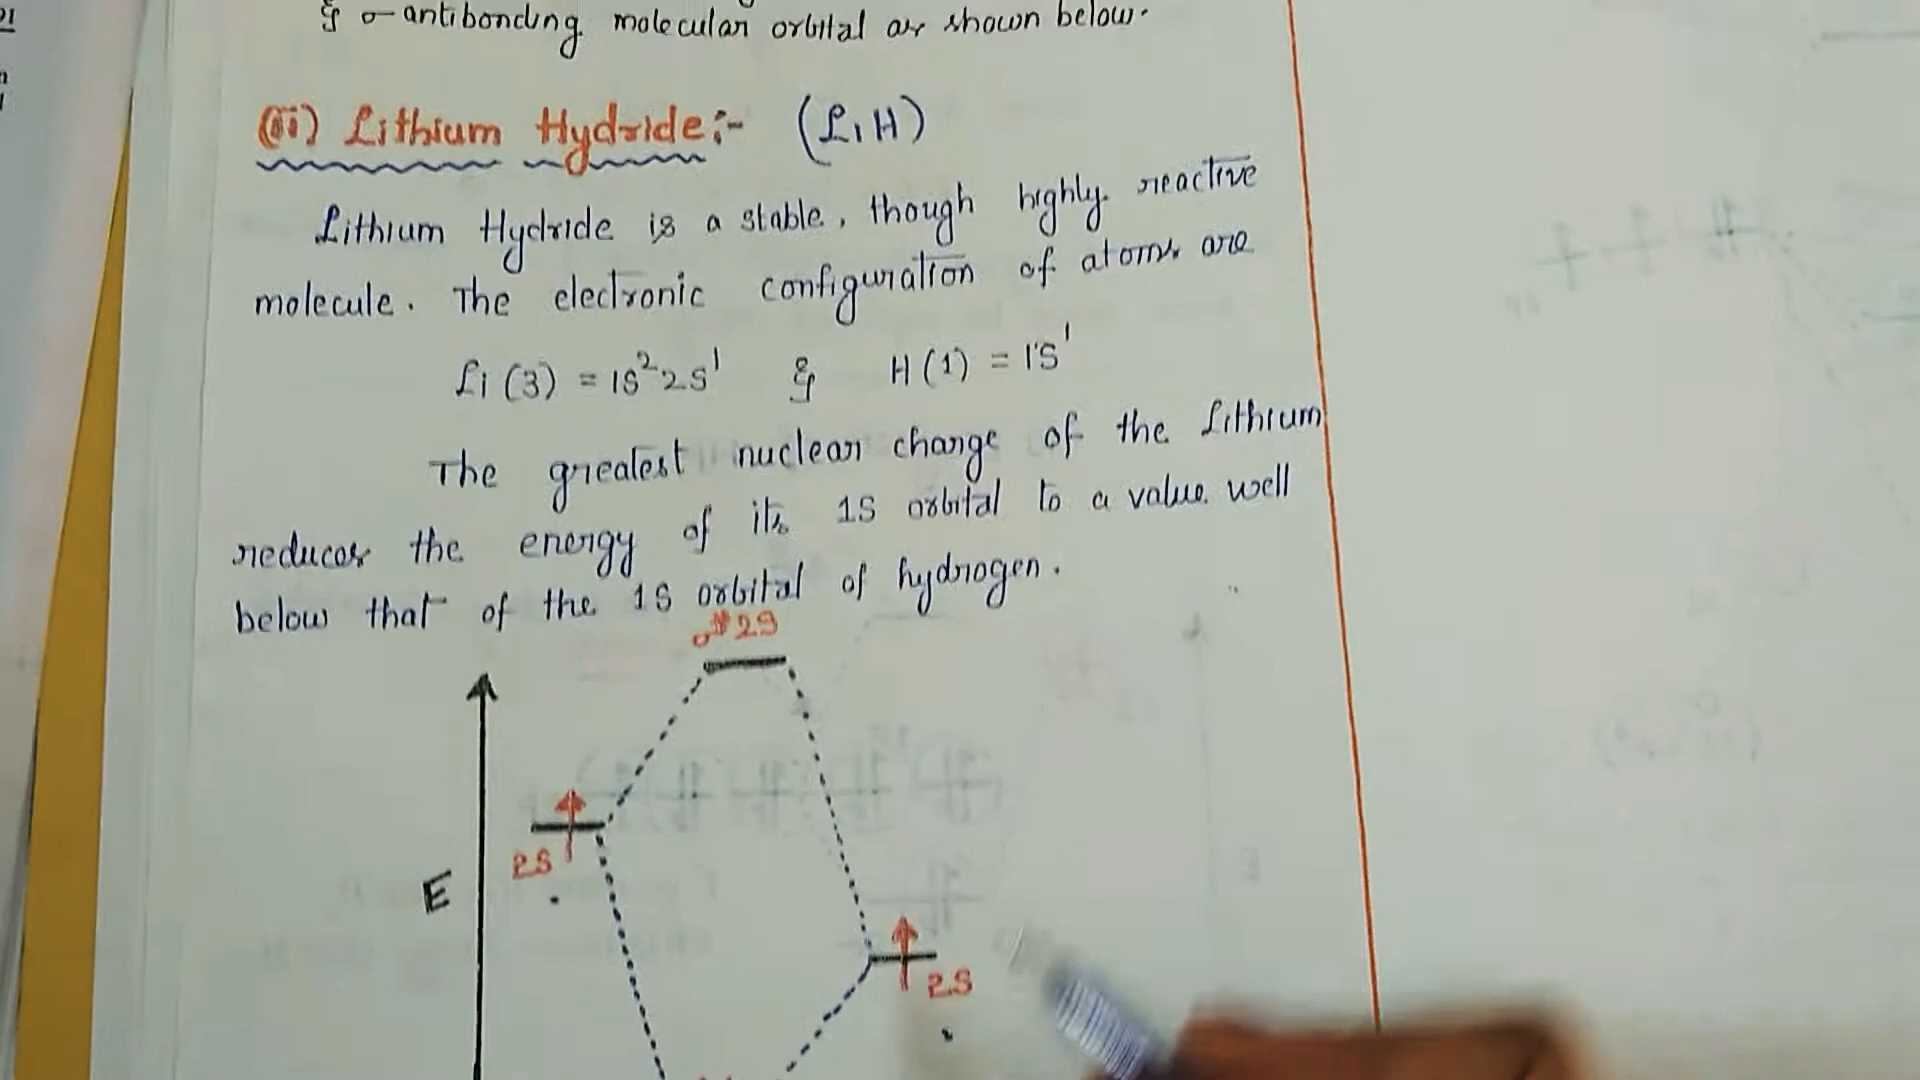 & σ-antibonding molecular orbital are shown below.
(iii) Lithium Hydride:- (LiH)
Lithium Hydride is a stable, though highly reactive
molecule. The electronic configuration of atoms are
Li (3) = 1s² 2s¹ & H (1) = 1s¹
The greatest nuclear charge of the Lithium
reduces the energy of its 1s orbital to a value well
below that of the 1s orbital of hydrogen.
σ*2s
2s
E
2s